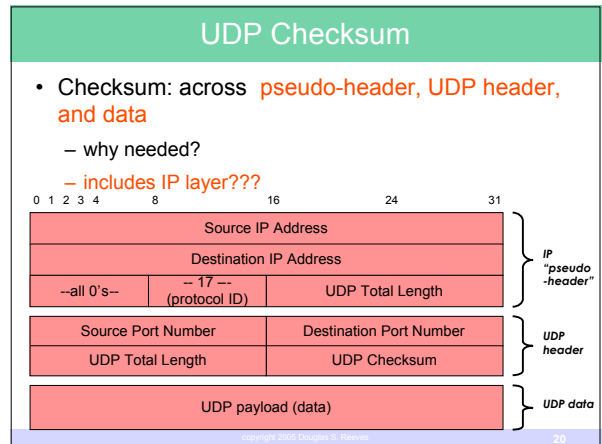 UDP Checksum
• Checksum: across pseudo-header, UDP header,
and data
– why needed?
– includes IP layer???
0 1 2 3 4 8 16 24 31
Source IP Address
Destination IP Address
--all 0's--
-- 17 ---
(protocol ID)
UDP Total Length
IP
"pseudo
-header"
Source Port Number
Destination Port Number
UDP Total Length
UDP Checksum
UDP
header
UDP payload (data)
UDP data
copyright 2005 Douglas S. Reeves
20